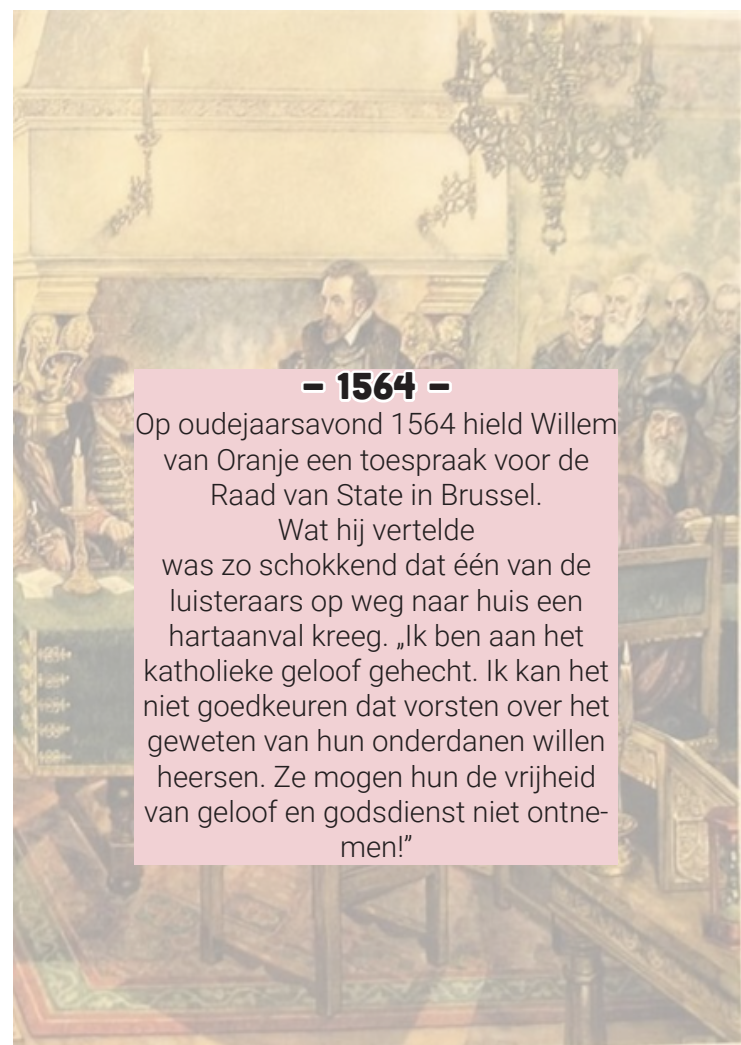 – 1564 –
Op oudejaarsavond 1564 hield Willem
van Oranje een toespraak voor de
Raad van State in Brussel.
Wat hij vertelde
was zo schokkend dat één van de
luisteraars op weg naar huis een
hartaanval kreeg. „Ik ben aan het
katholieke geloof gehecht. Ik kan het
niet goedkeuren dat vorsten over het
geweten van hun onderdanen willen
heersen. Ze mogen hun de vrijheid
van geloof en godsdienst niet ontne-
men!”